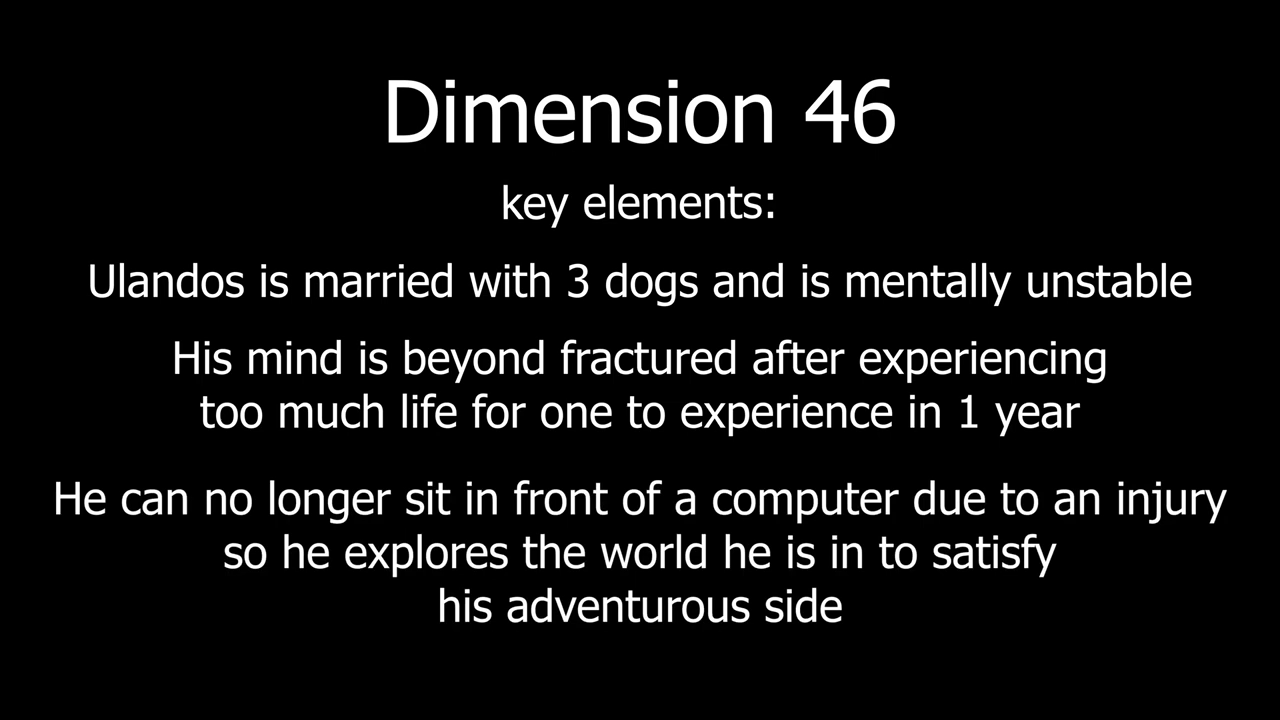 Dimension 46
key elements:
Ulandos is married with 3 dogs and is mentally unstable
His mind is beyond fractured after experiencing
too much life for one to experience in 1 year
He can no longer sit in front of a computer due to an injury
so he explores the world he is in to satisfy
his adventurous side